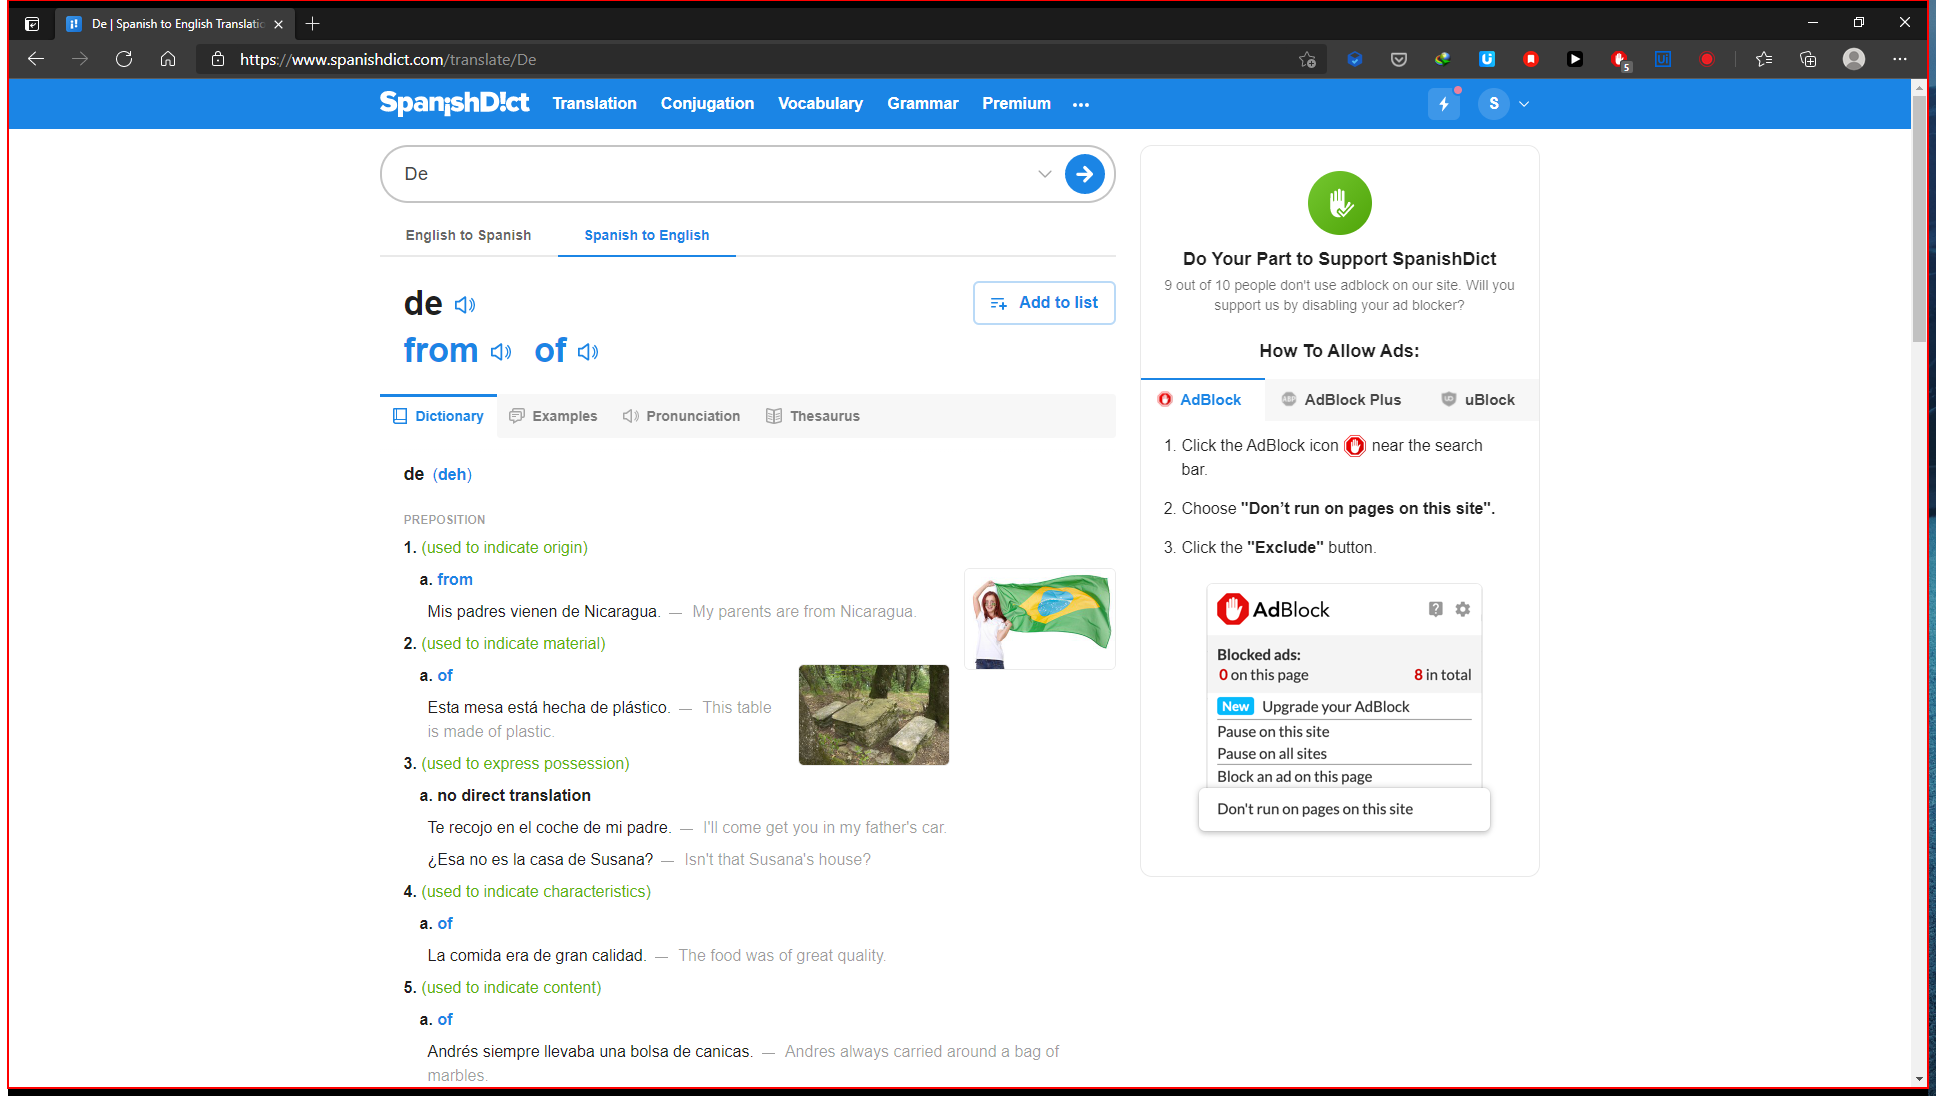 De | Spanish to English Translatio
https://www.spanishdict.com/translate/De
5
SpanishD!ct
Translation
Conjugation
Vocabulary
Grammar
Premium
S
De
English to Spanish
Spanish to English
de
Add to list
from
of
Dictionary
Examples
Pronunciation
Thesaurus
de (deh)
PREPOSITION
1. (used to indicate origin)
a. from
Mis padres vienen de Nicaragua. — My parents are from Nicaragua.
2. (used to indicate material)
a. of
Esta mesa está hecha de plástico. — This table
is made of plastic.
3. (used to express possession)
a. no direct translation
Te recojo en el coche de mi padre. — I'll come get you in my father's car.
¿Esa no es la casa de Susana? — Isn't that Susana's house?
4. (used to indicate characteristics)
a. of
La comida era de gran calidad. — The food was of great quality.
5. (used to indicate content)
a. of
Andrés siempre llevaba una bolsa de canicas. — Andres always carried around a bag of
marbles.
Do Your Part to Support SpanishDict
9 out of 10 people don't use adblock on our site. Will you
support us by disabling your ad blocker?
How To Allow Ads:
AdBlock
ABP AdBlock Plus
uBlock
1. Click the AdBlock icon near the search
bar.
2. Choose "Don’t run on pages on this site".
3. Click the "Exclude" button.
AdBlock
Blocked ads:
0 on this page
8 in total
New Upgrade your AdBlock
Pause on this site
Pause on all sites
Block an ad on this page
Don't run on pages on this site